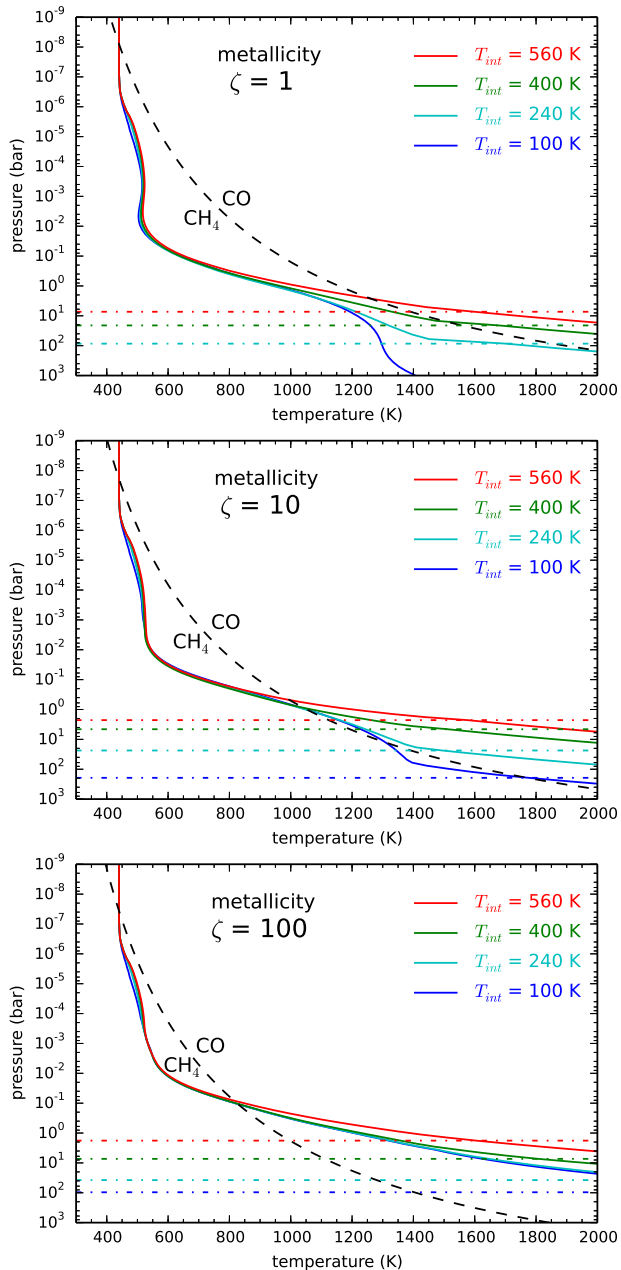 metallicity
ζ = 1
T_int = 560 K
T_int = 400 K
T_int = 240 K
T_int = 100 K
CO
CH₄
pressure (bar)
10⁻⁹
10⁻⁸
10⁻⁷
10⁻⁶
10⁻⁵
10⁻⁴
10⁻³
10⁻²
10⁻¹
10⁰
10¹
10²
10³
400 600 800 1000 1200 1400 1600 1800 2000
temperature (K)
metallicity
ζ = 10
T_int = 560 K
T_int = 400 K
T_int = 240 K
T_int = 100 K
CO
CH₄
pressure (bar)
10⁻⁹
10⁻⁸
10⁻⁷
10⁻⁶
10⁻⁵
10⁻⁴
10⁻³
10⁻²
10⁻¹
10⁰
10¹
10²
10³
400 600 800 1000 1200 1400 1600 1800 2000
temperature (K)
metallicity
ζ = 100
T_int = 560 K
T_int = 400 K
T_int = 240 K
T_int = 100 K
CO
CH₄
pressure (bar)
10⁻⁹
10⁻⁸
10⁻⁷
10⁻⁶
10⁻⁵
10⁻⁴
10⁻³
10⁻²
10⁻¹
10⁰
10¹
10²
10³
400 600 800 1000 1200 1400 1600 1800 2000
temperature (K)